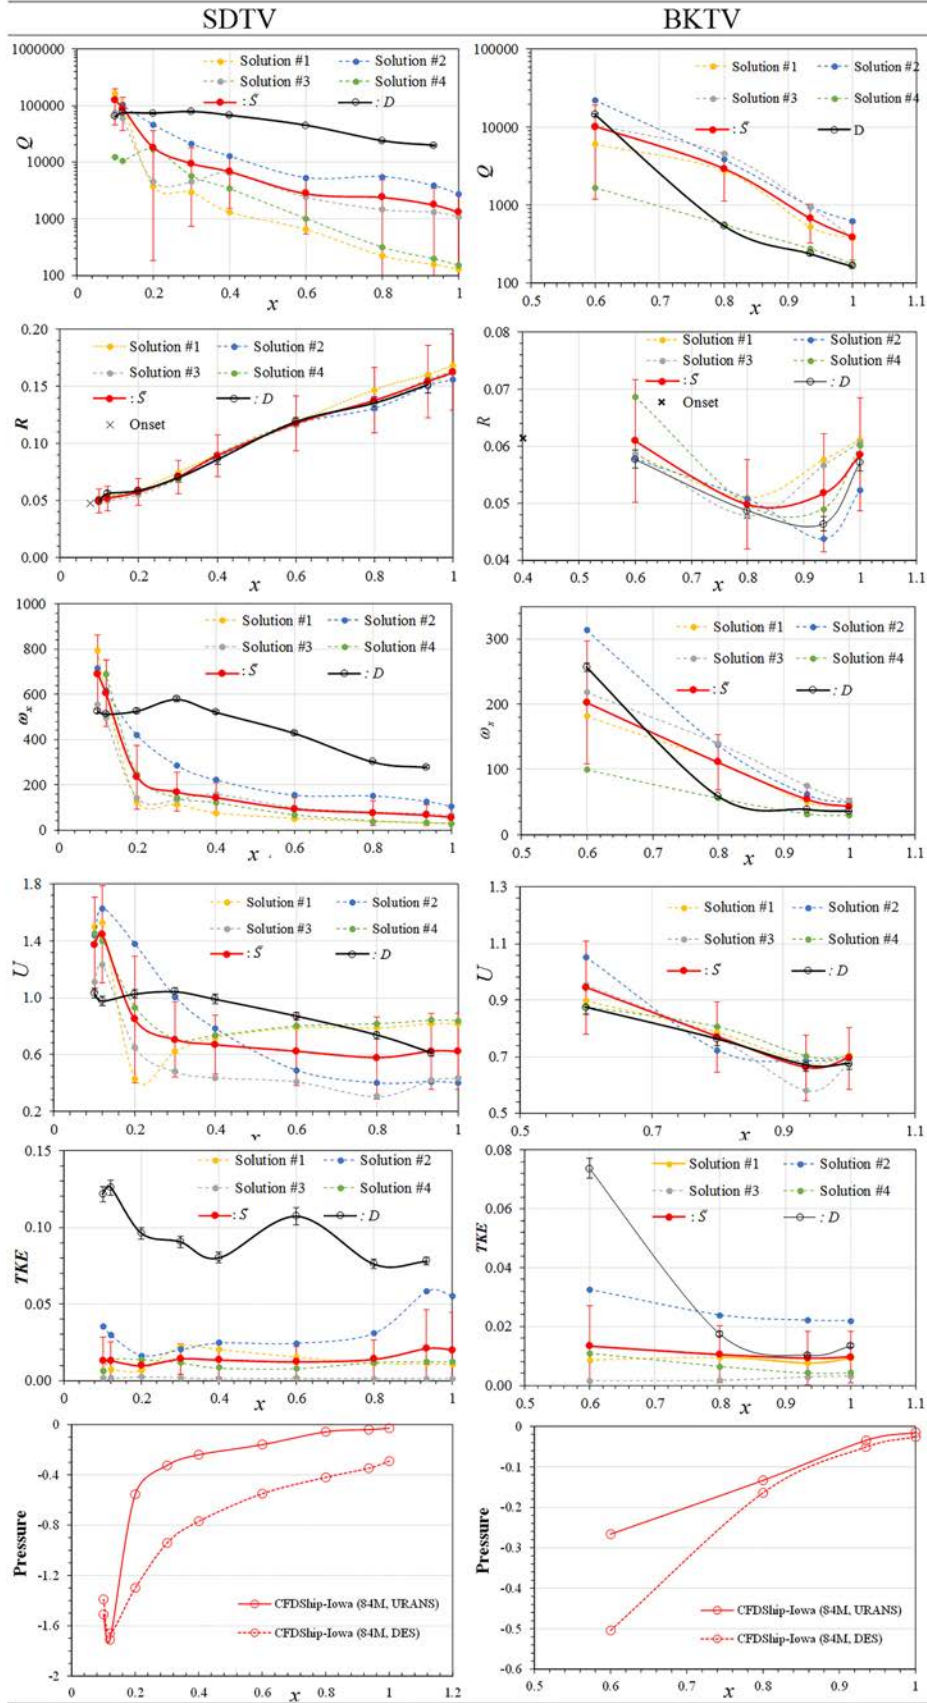 SDTV
BKTV
Q
1000000
100000
10000
1000
100
0
0.2
0.4
0.6
0.8
1
x
Solution #1
Solution #2
Solution #3
Solution #4
: S̄
: D
Q
100000
10000
1000
100
0.5
0.6
0.7
0.8
0.9
1
1.1
x
Solution #1
Solution #2
Solution #3
Solution #4
: S̄
D
R
0.20
0.15
0.10
0.05
0.00
0
0.2
0.4
0.6
0.8
1
x
Solution #1
Solution #2
Solution #3
Solution #4
: S̄
: D
Onset
R
0.08
0.07
0.06
0.05
0.04
0.4
0.5
0.6
0.7
0.8
0.9
1
1.1
x
Solution #1
Solution #2
Solution #3
Solution #4
: S̄
: D
Onset
ωx
1000
800
600
400
200
0
0
0.2
0.4
0.6
0.8
1
x
Solution #1
Solution #2
Solution #3
Solution #4
: S̄
: D
ωx
300
200
100
0
0.5
0.6
0.7
0.8
0.9
1
1.1
x
Solution #1
Solution #2
Solution #3
Solution #4
: S̄
: D
U
1.8
1.4
1.0
0.6
0.2
0
0.2
0.4
0.6
0.8
1
x
Solution #1
Solution #2
Solution #3
Solution #4
: S̄
: D
U
1.3
1.1
0.9
0.7
0.5
0.5
0.7
0.9
1.1
x
Solution #1
Solution #2
Solution #3
Solution #4
: S̄
: D
TKE
0.15
0.10
0.05
0.00
0
0.2
0.4
0.6
0.8
1
x
Solution #1
Solution #2
Solution #3
Solution #4
: S̄
: D
TKE
0.08
0.06
0.04
0.02
0.00
0.5
0.6
0.7
0.8
0.9
1
1.1
x
Solution #1
Solution #2
Solution #3
Solution #4
: S̄
: D
Pressure
0
-0.4
-0.8
-1.2
-1.6
-2
0
0.2
0.4
0.6
0.8
1
1.2
x
CFDShip-Iowa (84M, URANS)
CFDShip-Iowa (84M, DES)
Pressure
0
-0.1
-0.2
-0.3
-0.4
-0.5
-0.6
0.5
0.6
0.7
0.8
0.9
1
x
CFDShip-Iowa (84M, URANS)
CFDShip-Iowa (84M, DES)